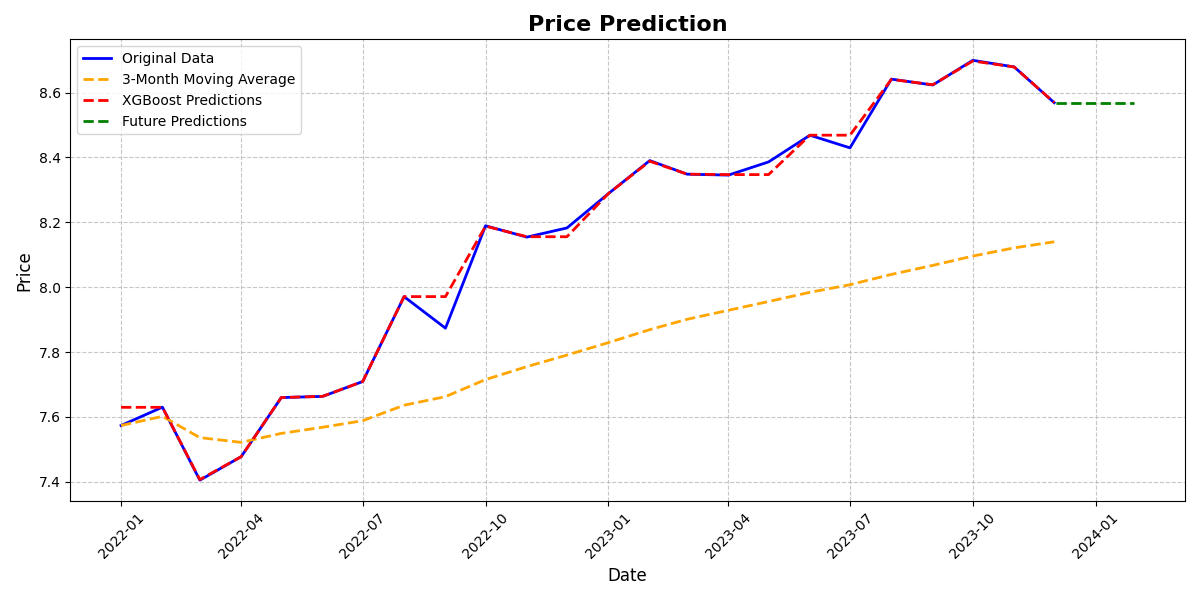 Price Prediction
Original Data
3-Month Moving Average
XGBoost Predictions
Future Predictions
Price
8.6
8.4
8.2
8.0
7.8
7.6
7.4
2022-01
2022-04
2022-07
2022-10
2023-01
2023-04
2023-07
2023-10
2024-01
Date